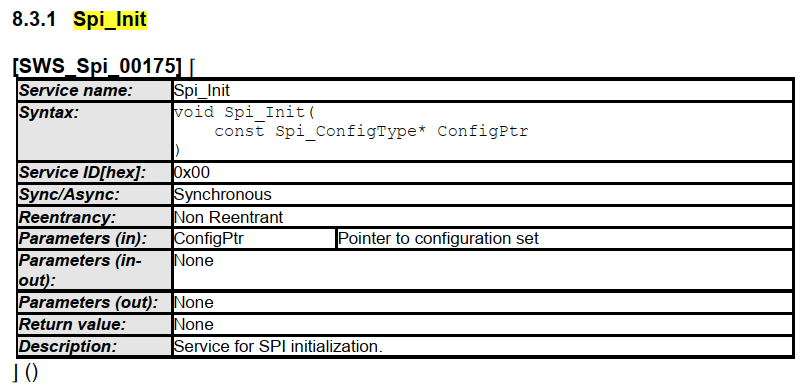 8.3.1 Spi_Init
[SWS_Spi_00175] ⌈
Service name: Spi_Init
Syntax: void Spi_Init(
const Spi_ConfigType* ConfigPtr
)
Service ID[hex]: 0x00
Sync/Async: Synchronous
Reentrancy: Non Reentrant
Parameters (in): ConfigPtr Pointer to configuration set
Parameters (in- None
out):
Parameters (out): None
Return value: None
Description: Service for SPI initialization.
⌋ ()